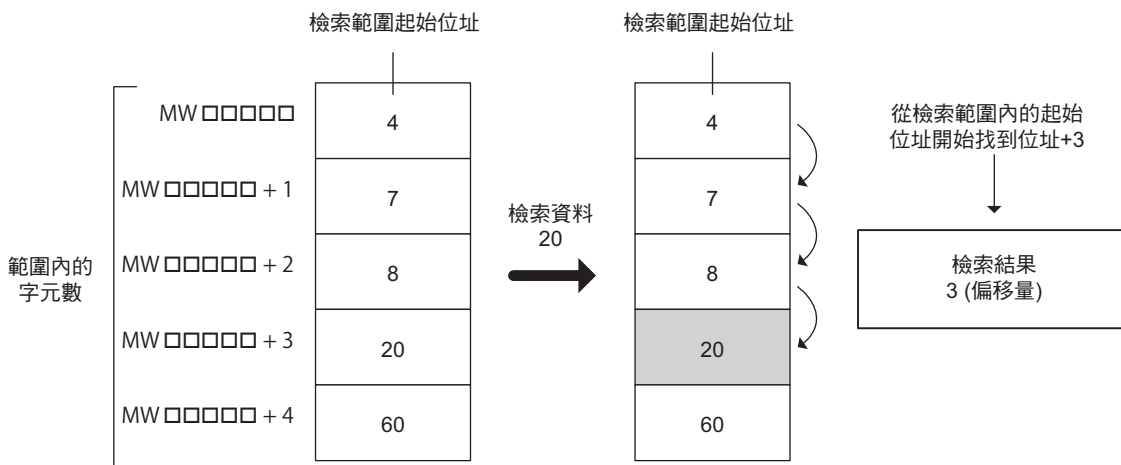 檢索範圍起始位址
檢索範圍起始位址
MW□□□□□
4
4
從檢索範圍內的起始
位址開始找到位址+3
MW□□□□□ + 1
7
7
檢索資料
20
範圍內的
字元數
MW□□□□□ + 2
8
8
檢索結果
3 (偏移量)
MW□□□□□ + 3
20
20
MW□□□□□ + 4
60
60